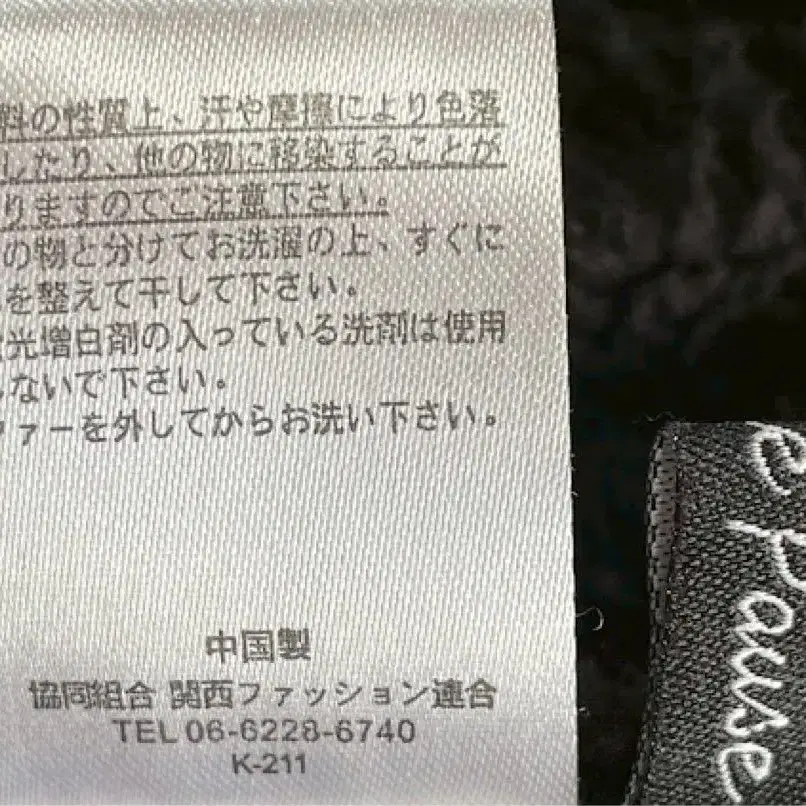 料の性質上、汗や摩擦により色落
したり、他の物に移染することが
りますのでご注意下さい。
の物と分けてお洗濯の上、すぐに
を整えて干して下さい。
光増白剤の入っている洗剤は使用
ないで下さい。
ファーを外してからお洗い下さい。
中国製
協同組合 関西ファッション連合
TEL 06-6228-6740
K-211
e pause